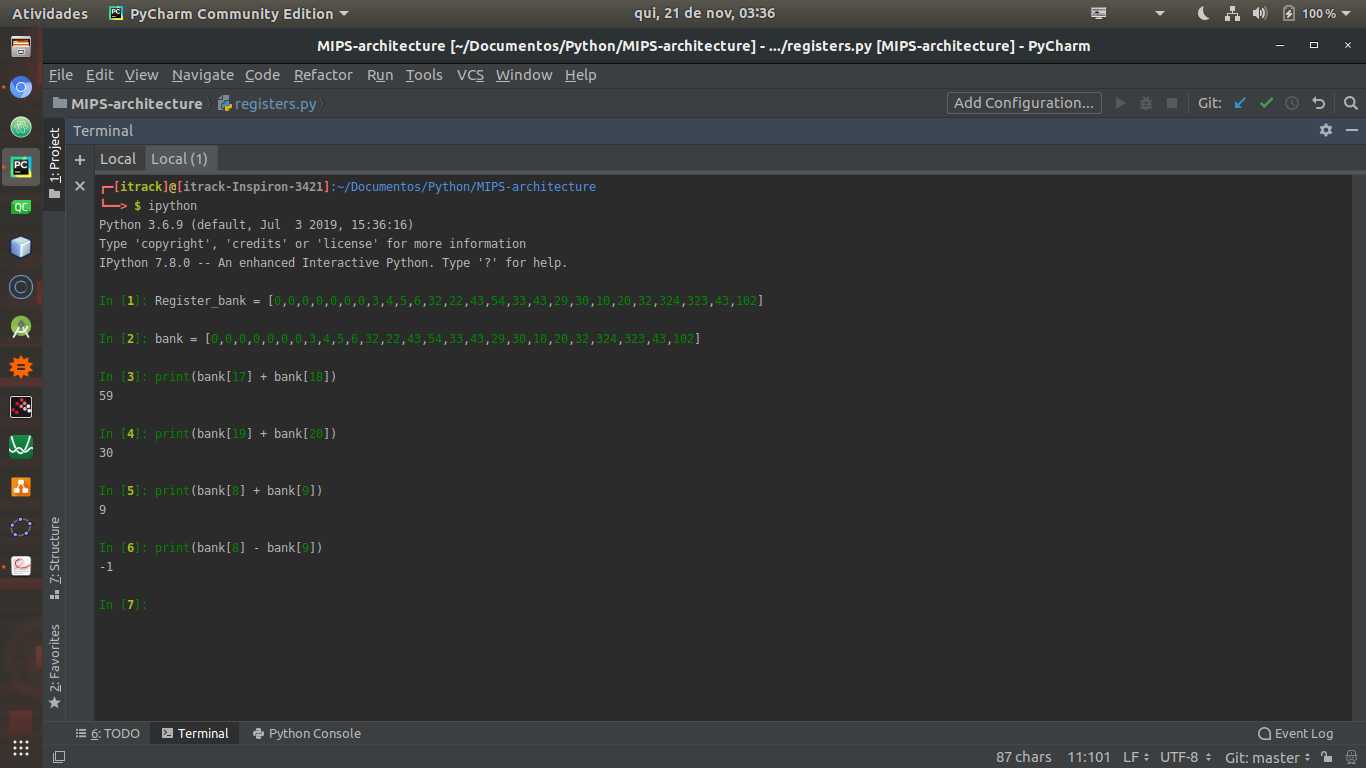 Atividades PyCharm Community Edition qui, 21 de nov, 03:36 100%
MIPS-architecture [~/Documentos/Python/MIPS-architecture] - .../registers.py [MIPS-architecture] - PyCharm
File Edit View Navigate Code Refactor Run Tools VCS Window Help
MIPS-architecture registers.py Add Configuration... Git:
Terminal
Local Local (1)
1: Project
7: Structure
2: Favorites
PC
QC
┌─[itrack]@[itrack-Inspiron-3421]:~/Documentos/Python/MIPS-architecture
└──> $ ipython
Python 3.6.9 (default, Jul  3 2019, 15:36:16)
Type 'copyright', 'credits' or 'license' for more information
IPython 7.8.0 -- An enhanced Interactive Python. Type '?' for help.
In [1]: Register_bank = [0,0,0,0,0,0,0,3,4,5,6,32,22,43,54,33,43,29,30,10,20,32,324,323,43,102]
In [2]: bank = [0,0,0,0,0,0,0,3,4,5,6,32,22,43,54,33,43,29,30,10,20,32,324,323,43,102]
In [3]: print(bank[17] + bank[18])
59
In [4]: print(bank[19] + bank[20])
30
In [5]: print(bank[8] + bank[9])
9
In [6]: print(bank[8] - bank[9])
-1
In [7]:
6: TODO Terminal Python Console Event Log
87 chars 11:101 LF UTF-8 Git: master